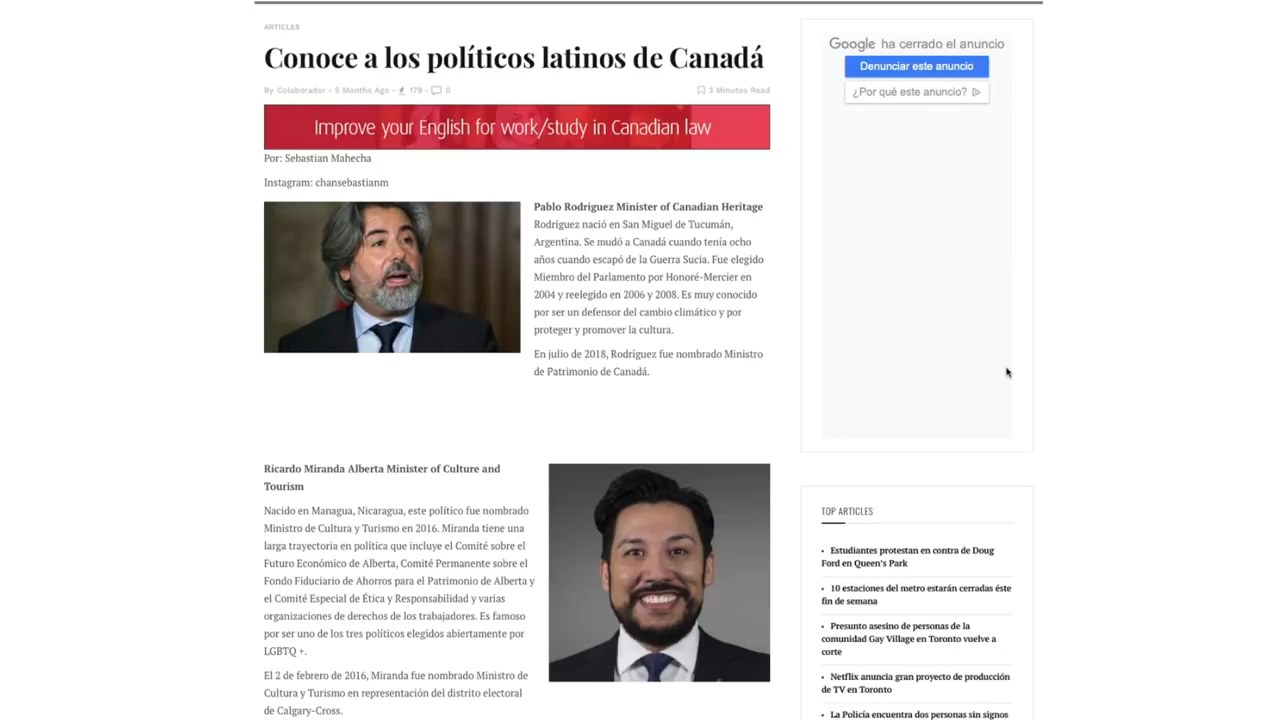 ARTICLES
Conoce a los políticos latinos de Canadá
By Colaborador - 5 Months Ago - 179 - 0
3 Minutes Read
Improve your English for work/study in Canadian law
Por: Sebastian Mahecha
Instagram: chansebastianm
Pablo Rodriguez Minister of Canadian Heritage
Rodríguez nació en San Miguel de Tucumán,
Argentina. Se mudó a Canadá cuando tenía ocho
años cuando escapó de la Guerra Sucia. Fue elegido
Miembro del Parlamento por Honoré-Mercier en
2004 y reelegido en 2006 y 2008. Es muy conocido
por ser un defensor del cambio climático y por
proteger y promover la cultura.
En julio de 2018, Rodríguez fue nombrado Ministro
de Patrimonio de Canadá.
Ricardo Miranda Alberta Minister of Culture and
Tourism
Nacido en Managua, Nicaragua, este político fue nombrado
Ministro de Cultura y Turismo en 2016. Miranda tiene una
larga trayectoria en política que incluye el Comité sobre el
Futuro Económico de Alberta, Comité Permanente sobre el
Fondo Fiduciario de Ahorros para el Patrimonio de Alberta y
el Comité Especial de Ética y Responsabilidad y varias
organizaciones de derechos de los trabajadores. Es famoso
por ser uno de los tres políticos elegidos abiertamente por
LGBTQ +.
El 2 de febrero de 2016, Miranda fue nombrado Ministro de
Cultura y Turismo en representación del distrito electoral
de Calgary-Cross.
Google ha cerrado el anuncio
Denunciar este anuncio
¿Por qué este anuncio?
TOP ARTICLES
• Estudiantes protestan en contra de Doug
Ford en Queen's Park
• 10 estaciones del metro estarán cerradas éste
fin de semana
• Presunto asesino de personas de la
comunidad Gay Village en Toronto vuelve a
corte
• Netflix anuncia gran proyecto de producción
de TV en Toronto
• La Policía encuentra dos personas sin signos